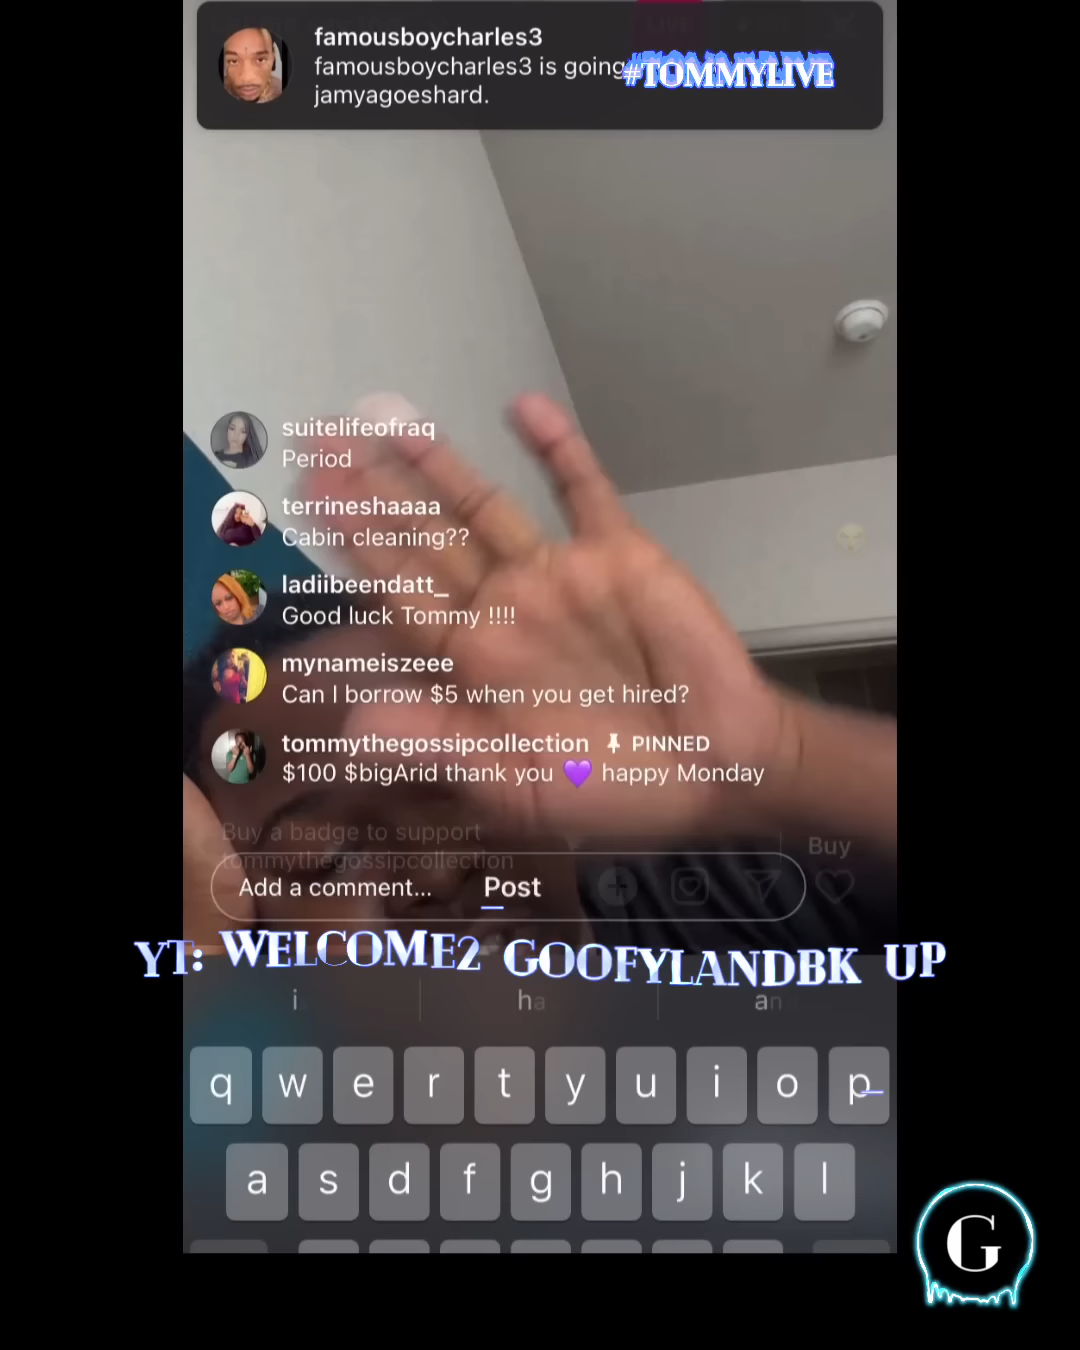 LIVE
famousboycharles3
famousboycharles3 is going
jamyagoeshard.
#TOMMYLIVE
suitelifeofraq
Period
terrineshaaaa
Cabin cleaning??
ladiibeendatt_
Good luck Tommy !!!!
mynameiszeee
Can I borrow $5 when you get hired?
tommythegossipcollection PINNED
$100 $bigArid thank you 💜 happy Monday
Buy a badge to support
tommythegossipcollection
Buy
Add a comment... Post
YT: WELCOME2 GOOFYLANDBK UP
i ha an
q w e r t y u i o p
a s d f g h j k l
G